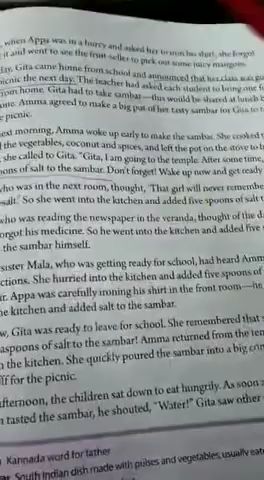 , when Appa was in a hurry and asked her to iron his shirt, she forgot
it and went to see the fruit-seller to pick out some juicy mangoes.
day, Gita came home from school and announced that her class was
picnic the next day. The teacher had asked each student to bring one
from home. Gita had to take sambar—this would be shared at lunch
one. Amma agreed to make a big pot of her tasty sambar for Gita to
e picnic.
ext morning, Amma woke up early to make the sambar. She cooked
the vegetables, coconut and spices, and left the pot on the stove to
she called to Gita. "Gita, I am going to the temple. After some time,
oons of salt to the sambar. Don't forget! Wake up now and get ready
who was in the next room, thought, 'That girl will never remember
salt.' So she went into the kitchen and added five spoons of salt
who was reading the newspaper in the veranda, thought of the
orgot his medicine. So he went into the kitchen and added five
the sambar himself.
sister Mala, who was getting ready for school, had heard Amm
ctions. She hurried into the kitchen and added five spoons of
ar. Appa was carefully ironing his shirt in the front room—he
he kitchen and added salt to the sambar.
w, Gita was ready to leave for school. She remembered that
aspoons of salt to the sambar! Amma returned from the tem
n the kitchen. She quickly poured the sambar into a big con
lf for the picnic.
afternoon, the children sat down to eat hungrily. As soon a
n tasted the sambar, he shouted, "Water!" Gita saw other
Kannada word for father
South Indian dish made with pulses and vegetables, usually eate